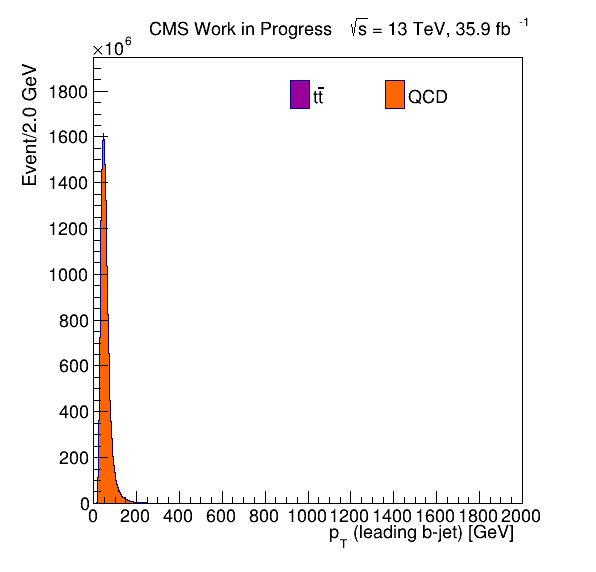 CMS Work in Progress √s = 13 TeV, 35.9 fb⁻¹
×10⁶
Event/2.0 GeV
tt̄
QCD
1800
1600
1400
1200
1000
800
600
400
200
0
0 200 400 600 800 1000 1200 1400 1600 1800 2000
p_T (leading b-jet) [GeV]